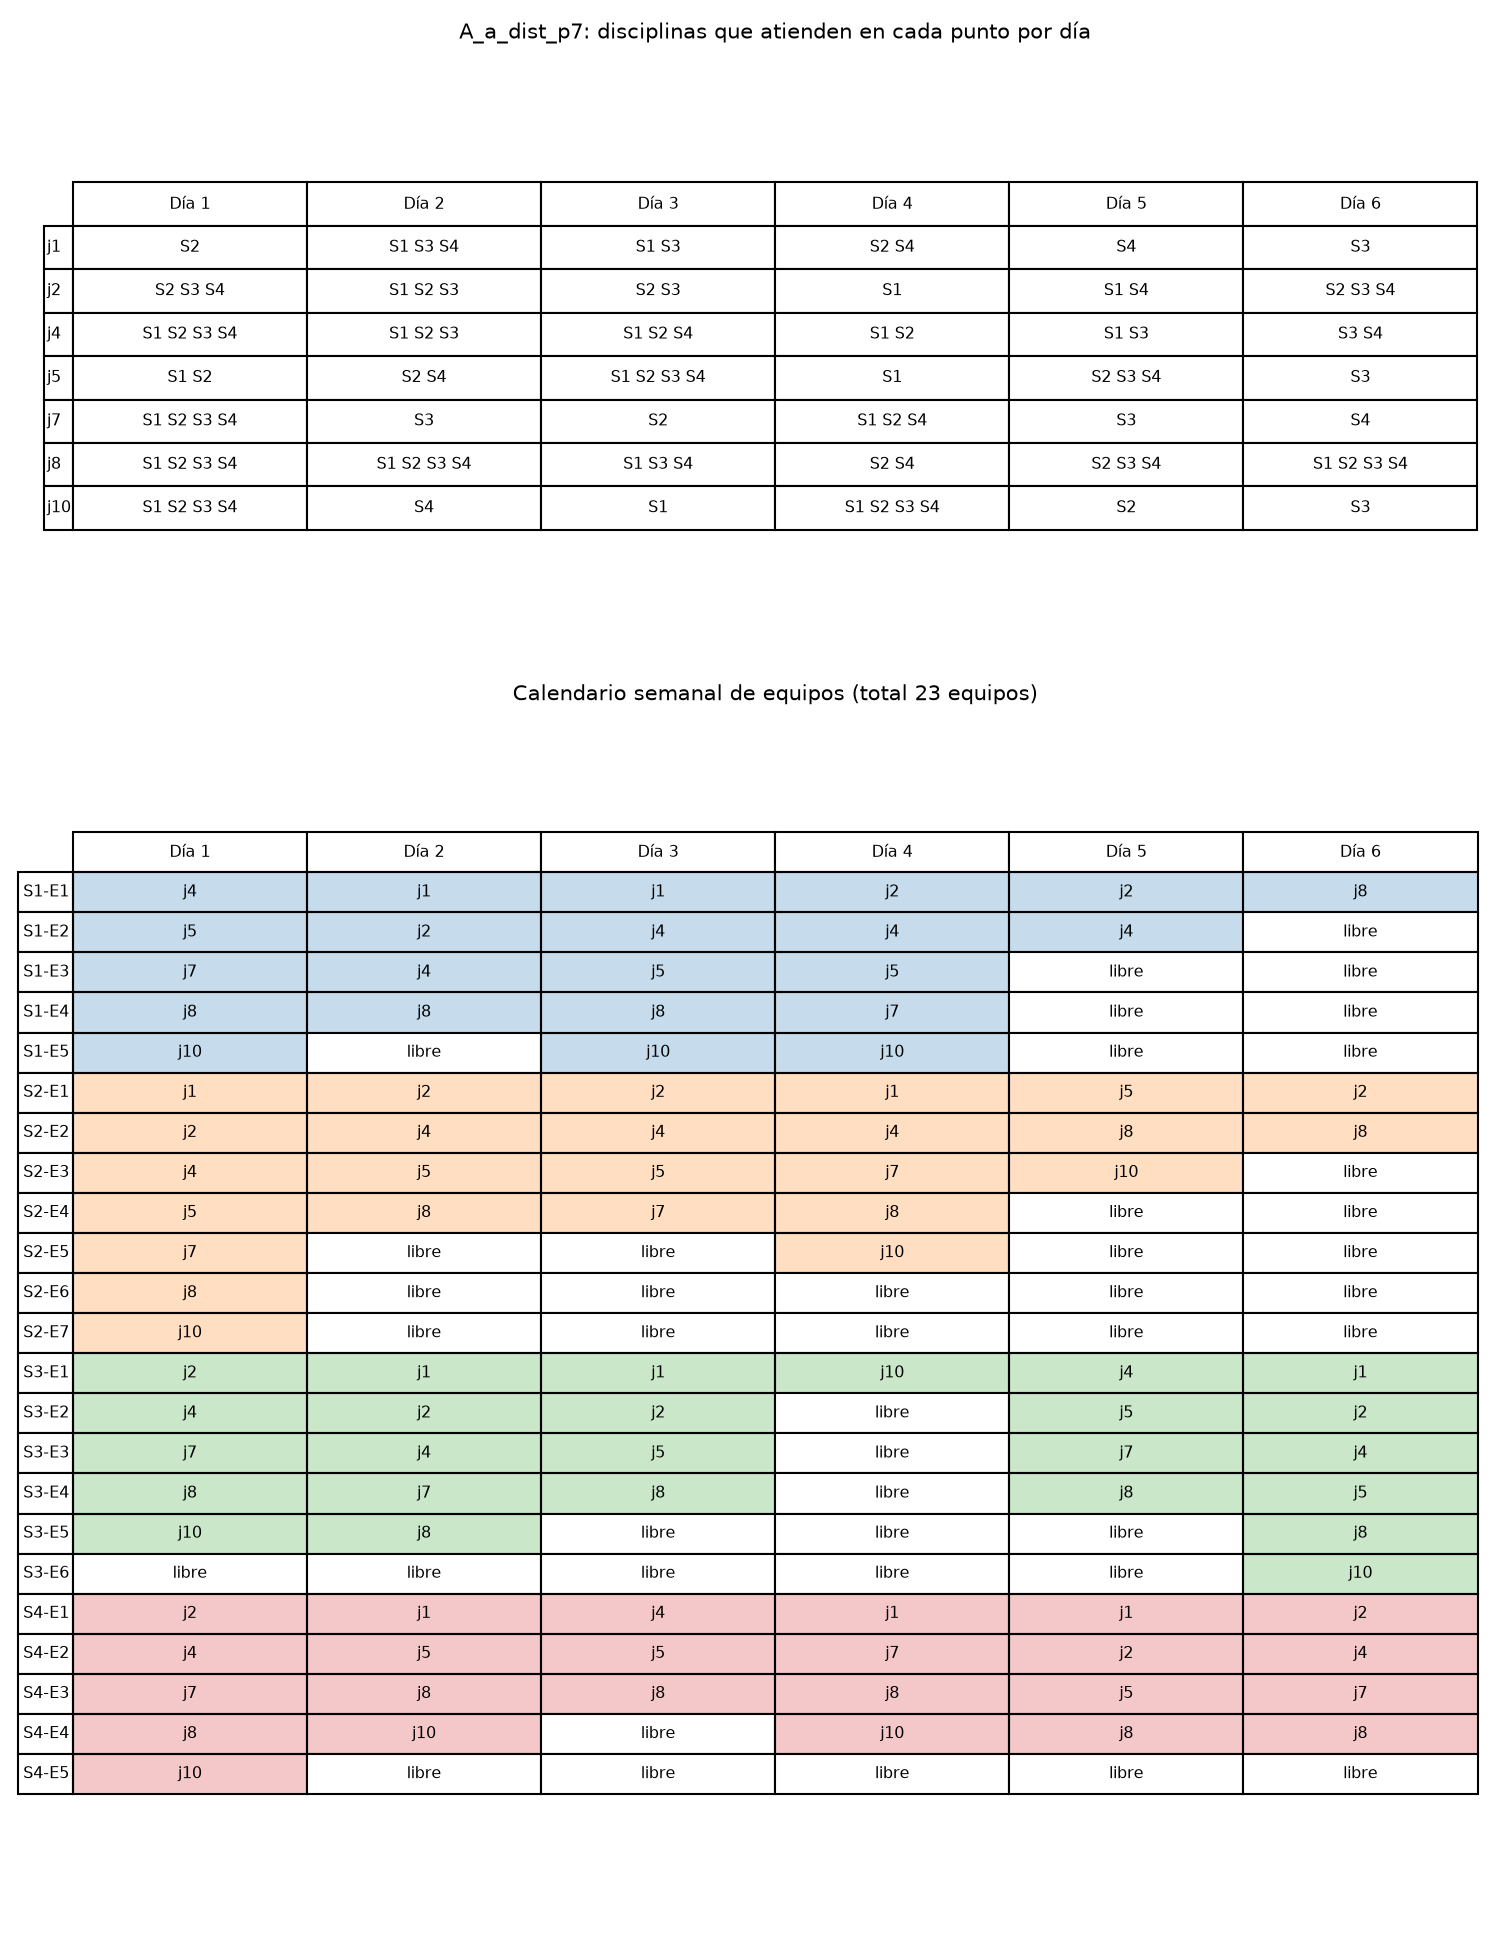 A_a_dist_p7: disciplinas que atienden en cada punto por día
Día 1 Día 2 Día 3 Día 4 Día 5 Día 6
j1 S2 S1 S3 S4 S1 S3 S2 S4 S4 S3
j2 S2 S3 S4 S1 S2 S3 S2 S3 S1 S1 S4 S2 S3 S4
j4 S1 S2 S3 S4 S1 S2 S3 S1 S2 S4 S1 S2 S1 S3 S3 S4
j5 S1 S2 S2 S4 S1 S2 S3 S4 S1 S2 S3 S4 S3
j7 S1 S2 S3 S4 S3 S2 S1 S2 S4 S3 S4
j8 S1 S2 S3 S4 S1 S2 S3 S4 S1 S3 S4 S2 S4 S2 S3 S4 S1 S2 S3 S4
j10 S1 S2 S3 S4 S4 S1 S1 S2 S3 S4 S2 S3
Calendario semanal de equipos (total 23 equipos)
Día 1 Día 2 Día 3 Día 4 Día 5 Día 6
S1-E1 j4 j1 j1 j2 j2 j8
S1-E2 j5 j2 j4 j4 j4 libre
S1-E3 j7 j4 j5 j5 libre libre
S1-E4 j8 j8 j8 j7 libre libre
S1-E5 j10 libre j10 j10 libre libre
S2-E1 j1 j2 j2 j1 j5 j2
S2-E2 j2 j4 j4 j4 j8 j8
S2-E3 j4 j5 j5 j7 j10 libre
S2-E4 j5 j8 j7 j8 libre libre
S2-E5 j7 libre libre j10 libre libre
S2-E6 j8 libre libre libre libre libre
S2-E7 j10 libre libre libre libre libre
S3-E1 j2 j1 j1 j10 j4 j1
S3-E2 j4 j2 j2 libre j5 j2
S3-E3 j7 j4 j5 libre j7 j4
S3-E4 j8 j7 j8 libre j8 j5
S3-E5 j10 j8 libre libre libre j8
S3-E6 libre libre libre libre libre j10
S4-E1 j2 j1 j4 j1 j1 j2
S4-E2 j4 j5 j5 j7 j2 j4
S4-E3 j7 j8 j8 j8 j5 j7
S4-E4 j8 j10 libre j10 j8 j8
S4-E5 j10 libre libre libre libre libre